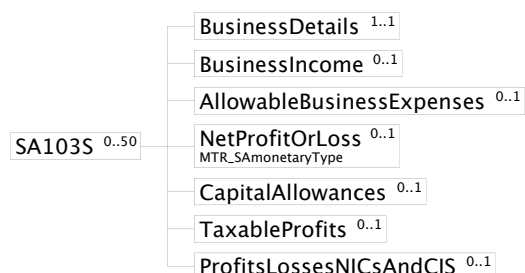 BusinessDetails 1..1
BusinessIncome 0..1
AllowableBusinessExpenses 0..1
SA103S 0..50
NetProfitOrLoss 0..1
MTR_SAmonetaryType
CapitalAllowances 0..1
TaxableProfits 0..1
ProfitsLossesNICsAndCIS 0..1